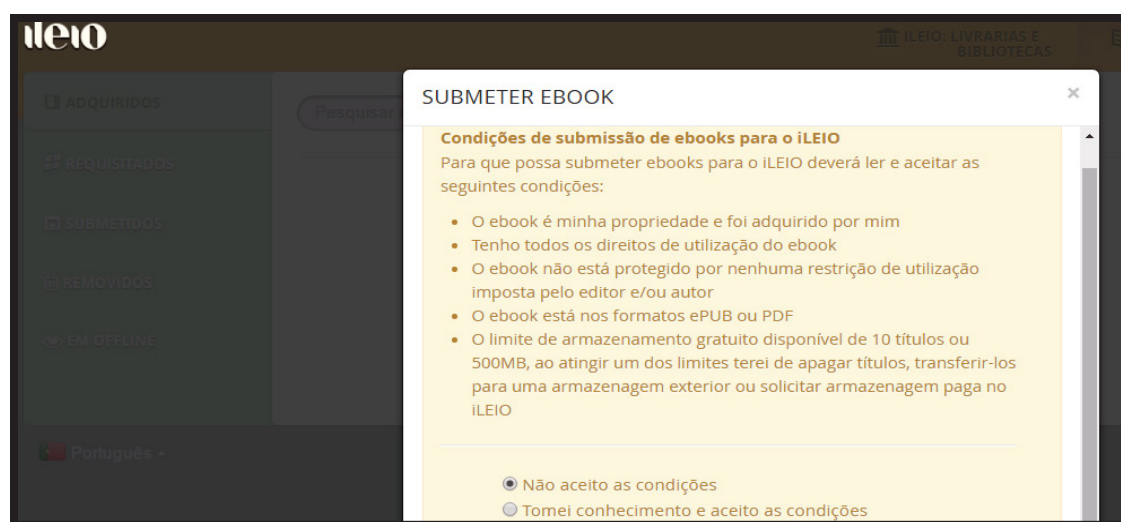 ileio
ILEIO: LIVRARIAS E
BIBLIOTECAS
ADQUIRIDOS
REQUISITADOS
SUBMETIDOS
REMOVIDOS
EM OFFLINE
Português
Pesquisar
SUBMETER EBOOK
×
Condições de submissão de ebooks para o iLEIO
Para que possa submeter ebooks para o iLEIO deverá ler e aceitar as
seguintes condições:
• O ebook é minha propriedade e foi adquirido por mim
• Tenho todos os direitos de utilização do ebook
• O ebook não está protegido por nenhuma restrição de utilização
imposta pelo editor e/ou autor
• O ebook está nos formatos ePUB ou PDF
• O limite de armazenamento gratuito disponível de 10 títulos ou
500MB, ao atingir um dos limites terei de apagar títulos, transferir-los
para uma armazenagem exterior ou solicitar armazenagem paga no
iLEIO
Não aceito as condições
Tomei conhecimento e aceito as condições